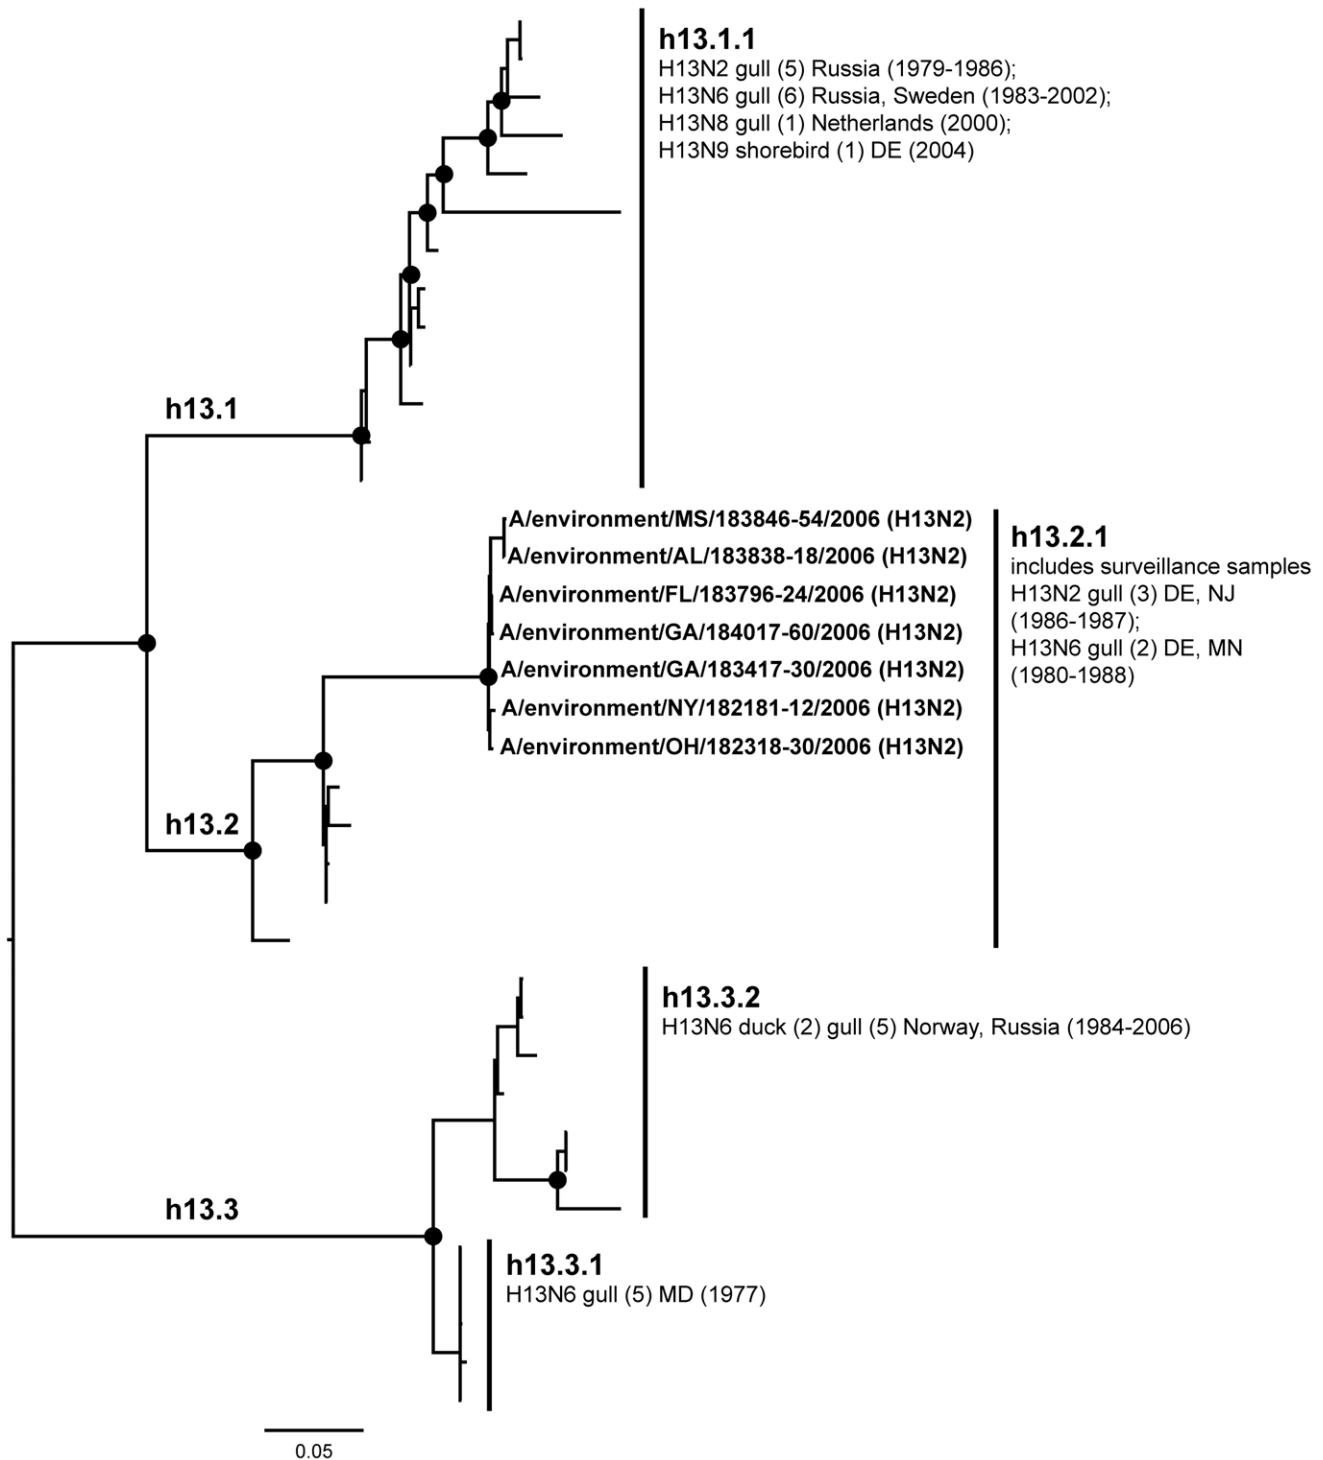 h13.1.1
H13N2 gull (5) Russia (1979-1986);
H13N6 gull (6) Russia, Sweden (1983-2002);
H13N8 gull (1) Netherlands (2000);
H13N9 shorebird (1) DE (2004)
h13.1
A/environment/MS/183846-54/2006 (H13N2)
A/environment/AL/183838-18/2006 (H13N2)
A/environment/FL/183796-24/2006 (H13N2)
A/environment/GA/184017-60/2006 (H13N2)
A/environment/GA/183417-30/2006 (H13N2)
A/environment/NY/182181-12/2006 (H13N2)
A/environment/OH/182318-30/2006 (H13N2)
h13.2.1
includes surveillance samples
H13N2 gull (3) DE, NJ
(1986-1987);
H13N6 gull (2) DE, MN
(1980-1988)
h13.2
h13.3.2
H13N6 duck (2) gull (5) Norway, Russia (1984-2006)
h13.3
h13.3.1
H13N6 gull (5) MD (1977)
0.05